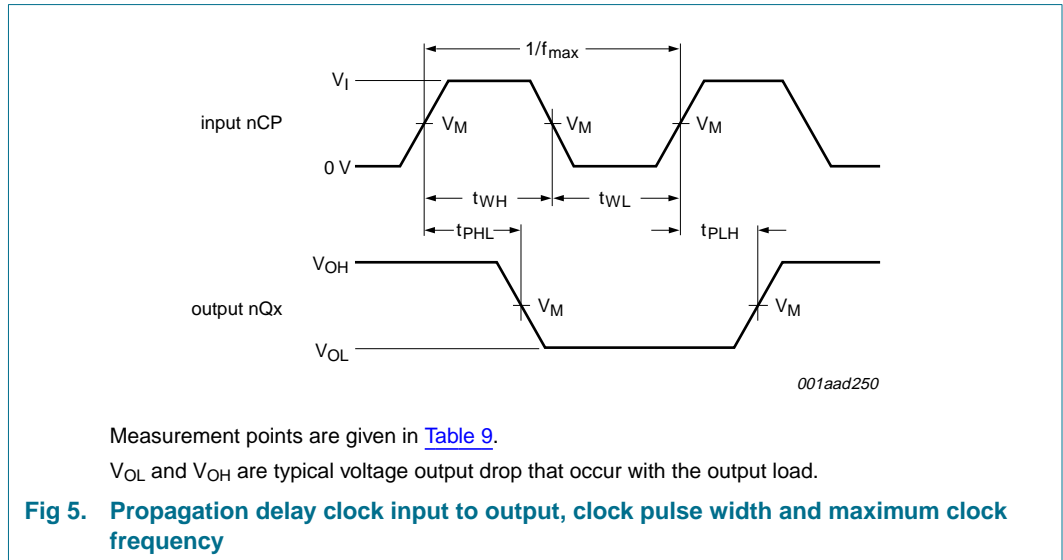 1/fmax
VI
input nCP
VM VM VM
0 V
tWH tWL
tPHL tPLH
VOH
output nQx
VM VM
VOL
001aad250
Measurement points are given in Table 9.
VOL and VOH are typical voltage output drop that occur with the output load.
Fig 5. Propagation delay clock input to output, clock pulse width and maximum clock
frequency